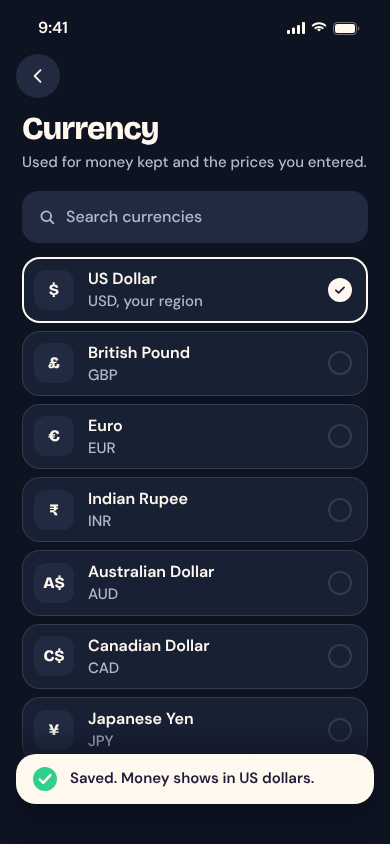 9:41
Currency
Used for money kept and the prices you entered.
Search currencies
$
US Dollar
USD, your region
£
British Pound
GBP
€
Euro
EUR
₹
Indian Rupee
INR
A$
Australian Dollar
AUD
C$
Canadian Dollar
CAD
¥
Japanese Yen
JPY
Saved. Money shows in US dollars.